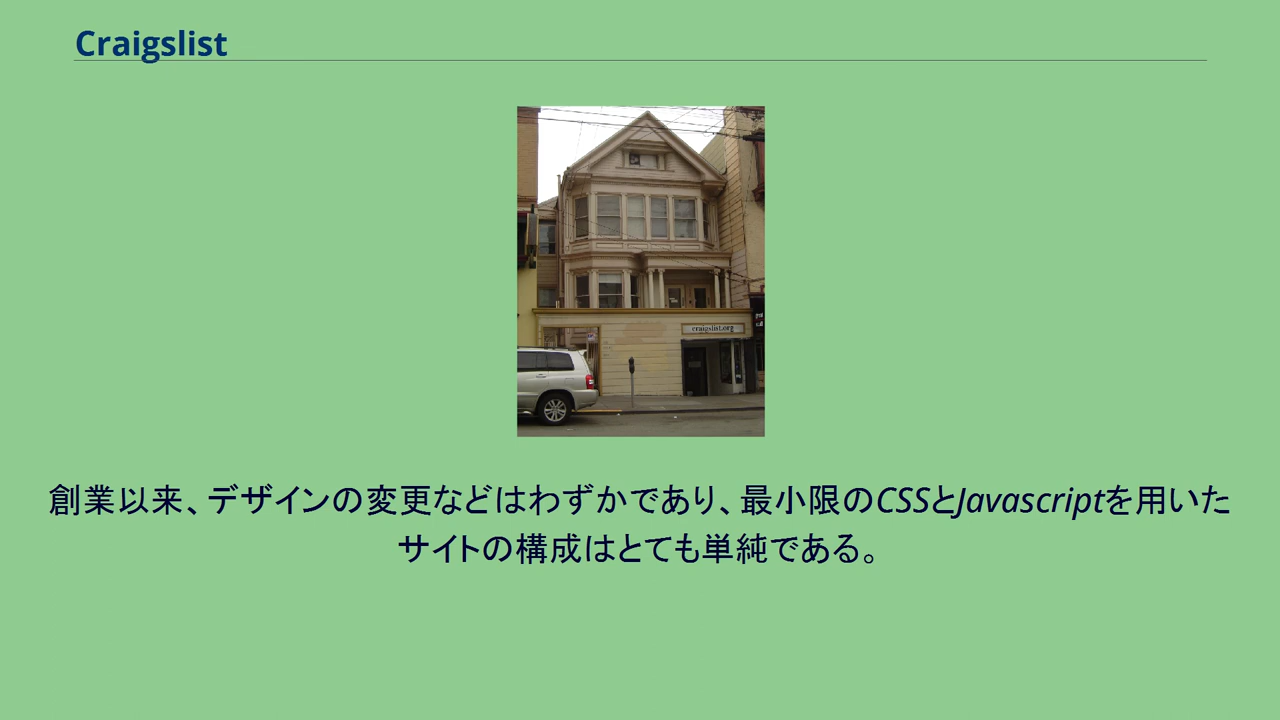 Craigslist
craigslist.org
創業以来、デザインの変更などはわずかであり、最小限のCSSとJavascriptを用いた
サイトの構成はとても単純である。